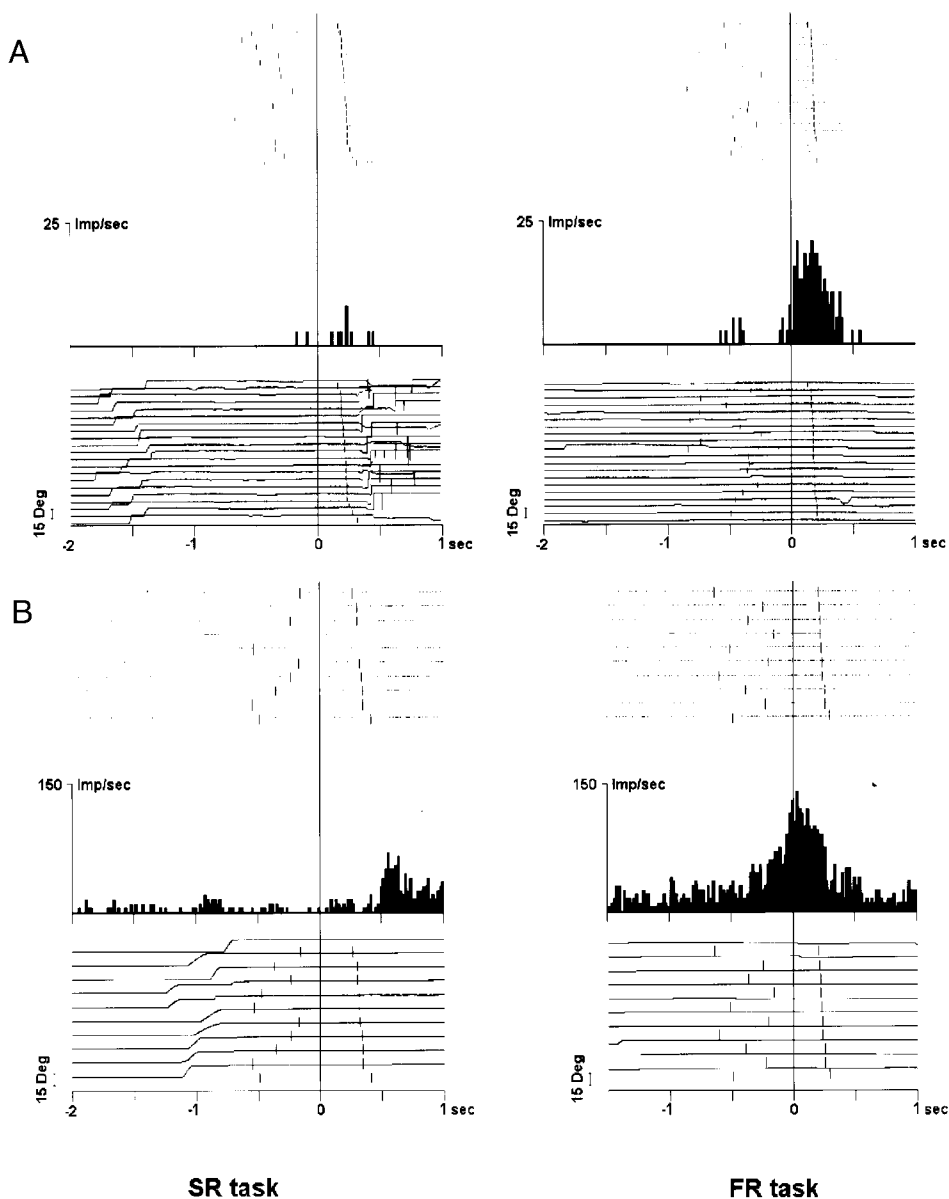 A
25 Imp/sec
25 Imp/sec
15 Deg
-2 -1 0 1 sec
15 Deg
-2 -1 0 1 sec
B
150 Imp/sec
150 Imp/sec
15 Deg
-2 -1 0 1 sec
15 Deg
-1 0 1 sec
SR task
FR task